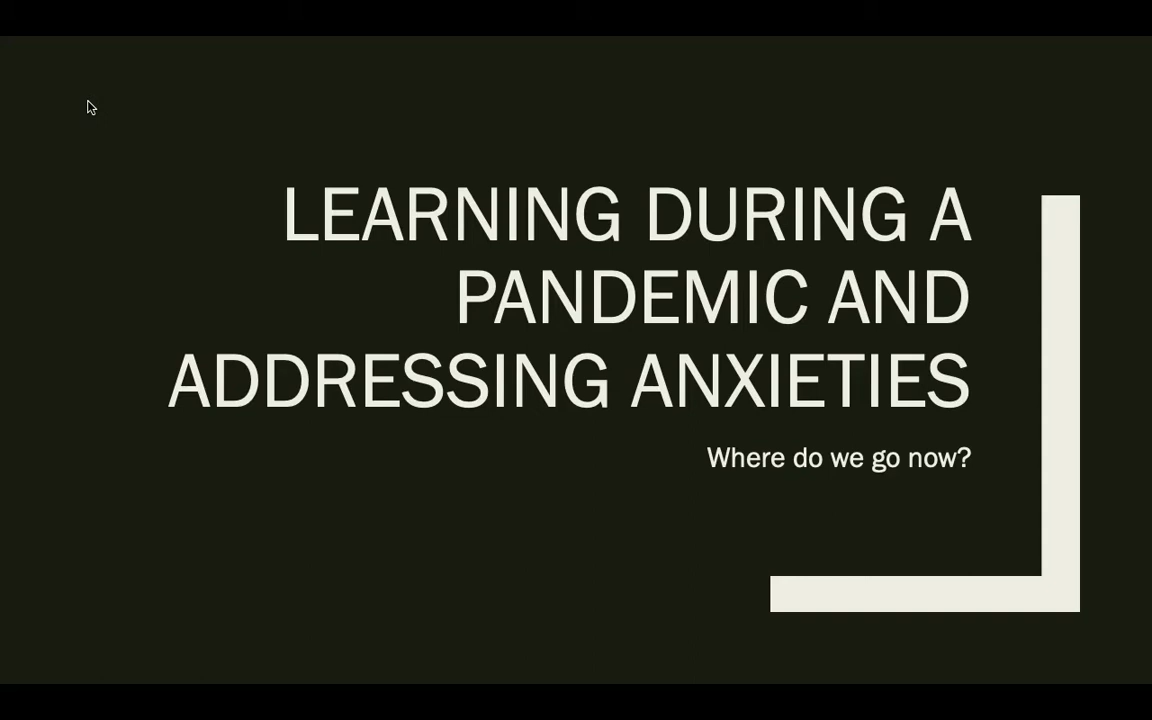 LEARNING DURING A
PANDEMIC AND
ADDRESSING ANXIETIES
Where do we go now?